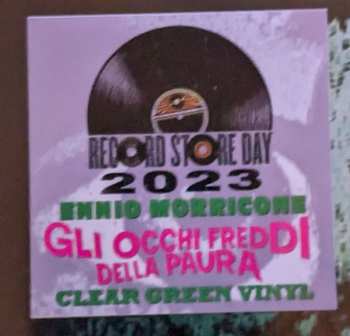 RECORD STORE DAY
2023
ENNIO MORRICONE
GLI OCCHI FREDDI
DELLA PAURA
CLEAR GREEN VINYL